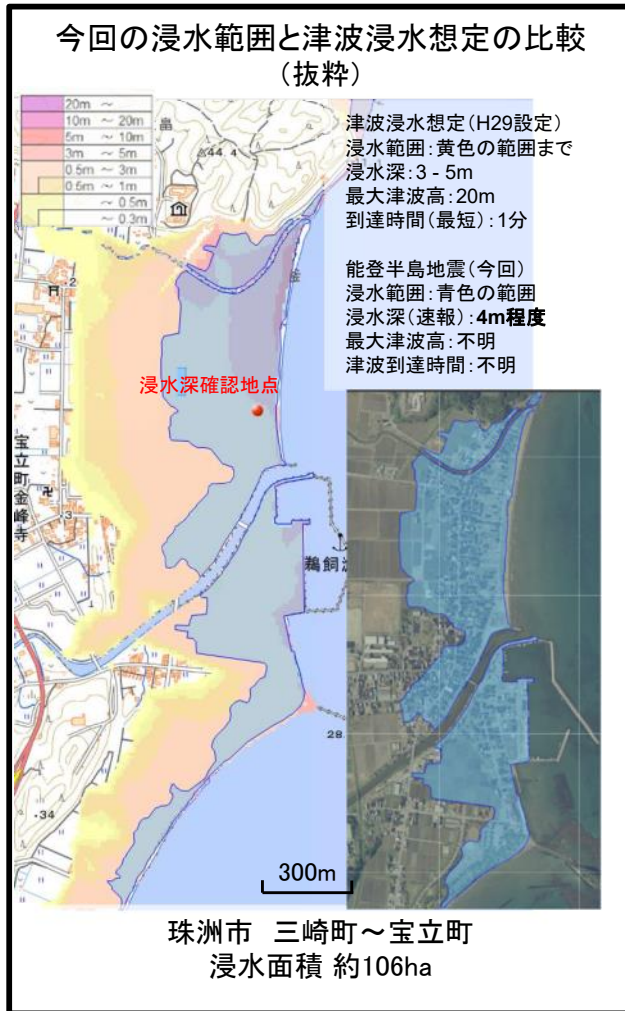 今回の浸水範囲と津波浸水想定の比較
(抜粋)
20m ～
10m ～ 20m
5m ～ 10m
3m ～ 5m
0.5m ～ 3m
0.5m ～ 1m
～ 0.5m
～ 0.3m
44.4
津波浸水想定(H29設定)
浸水範囲:黄色の範囲まで
浸水深:3 - 5m
最大津波高:20m
到達時間(最短):1分
能登半島地震(今回)
浸水範囲:青色の範囲
浸水深(速報):4m程度
最大津波高:不明
津波到達時間:不明
2
浸水深確認地点
宝立町金峰寺
3
鵜飼漁
28.
34
300m
珠洲市 三崎町～宝立町
浸水面積 約106ha